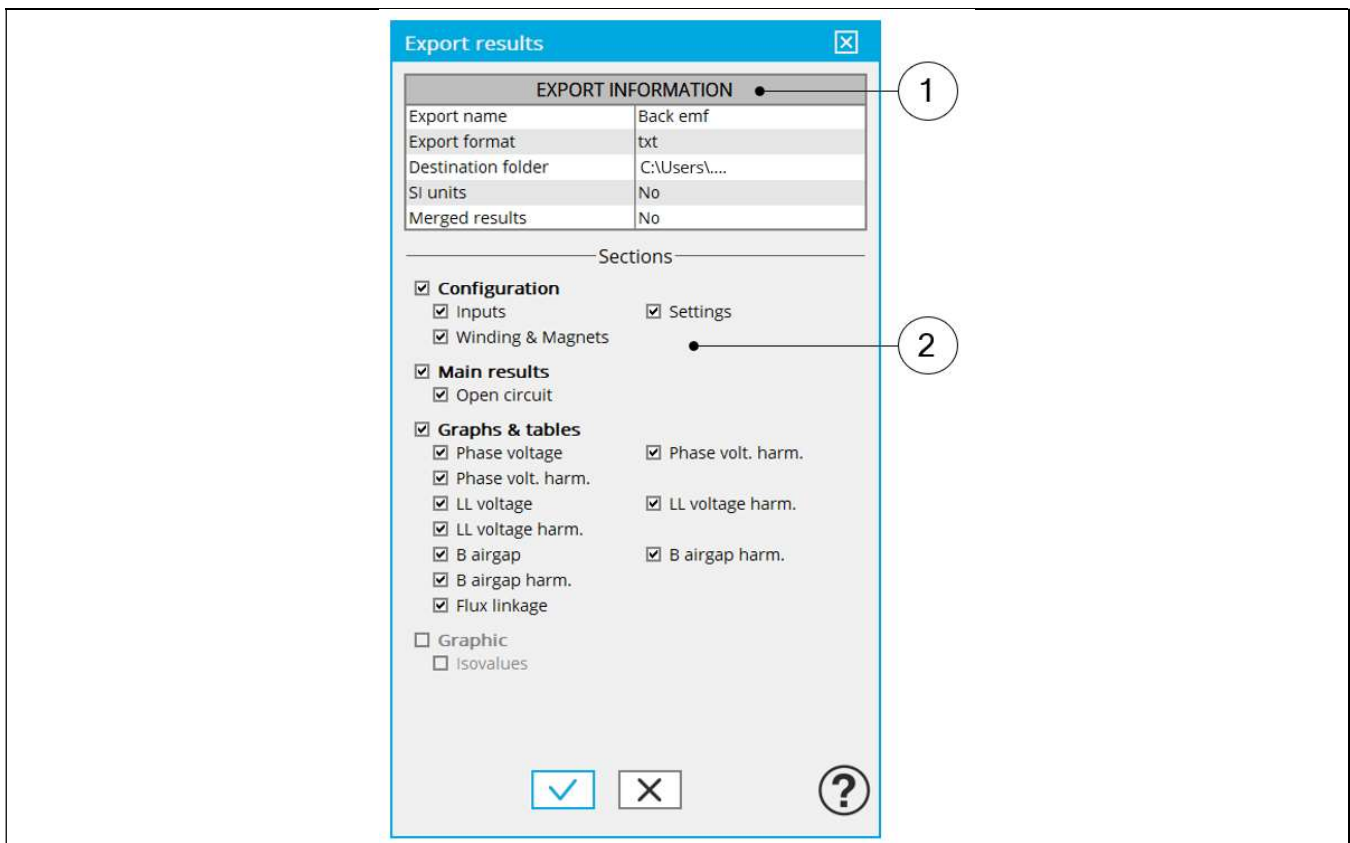 Export results
EXPORT INFORMATION
1
Export name Back emf
Export format txt
Destination folder C:\Users\....
SI units No
Merged results No
Sections
Configuration
Inputs Settings
Winding & Magnets
2
Main results
Open circuit
Graphs & tables
Phase voltage Phase volt. harm.
Phase volt. harm.
LL voltage LL voltage harm.
LL voltage harm.
B airgap B airgap harm.
B airgap harm.
Flux linkage
Graphic
Isovalues
?